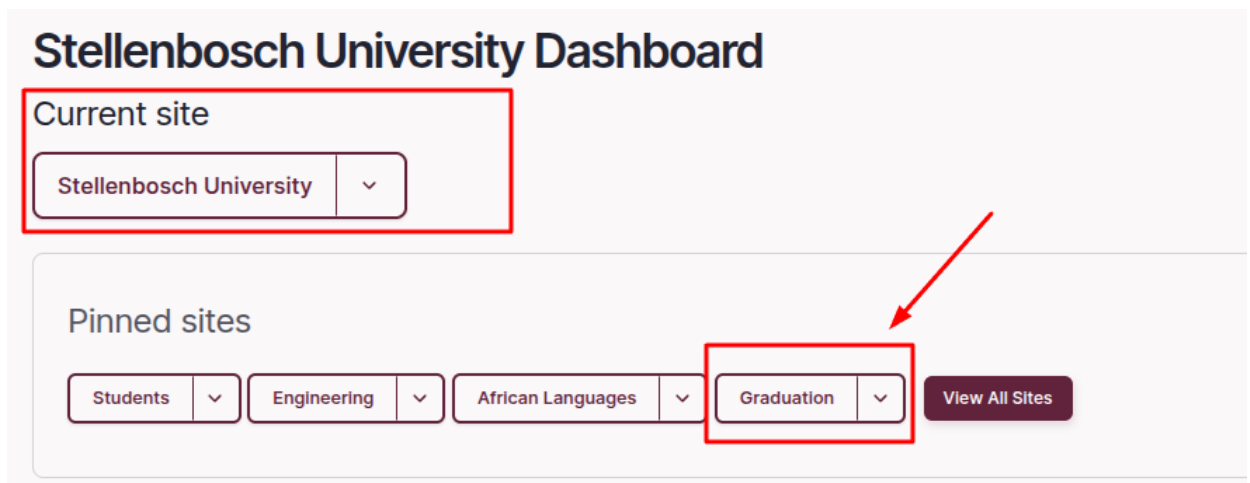 Stellenbosch University Dashboard
Current site
Stellenbosch University
Pinned sites
Students Engineering African Languages Graduation View All Sites